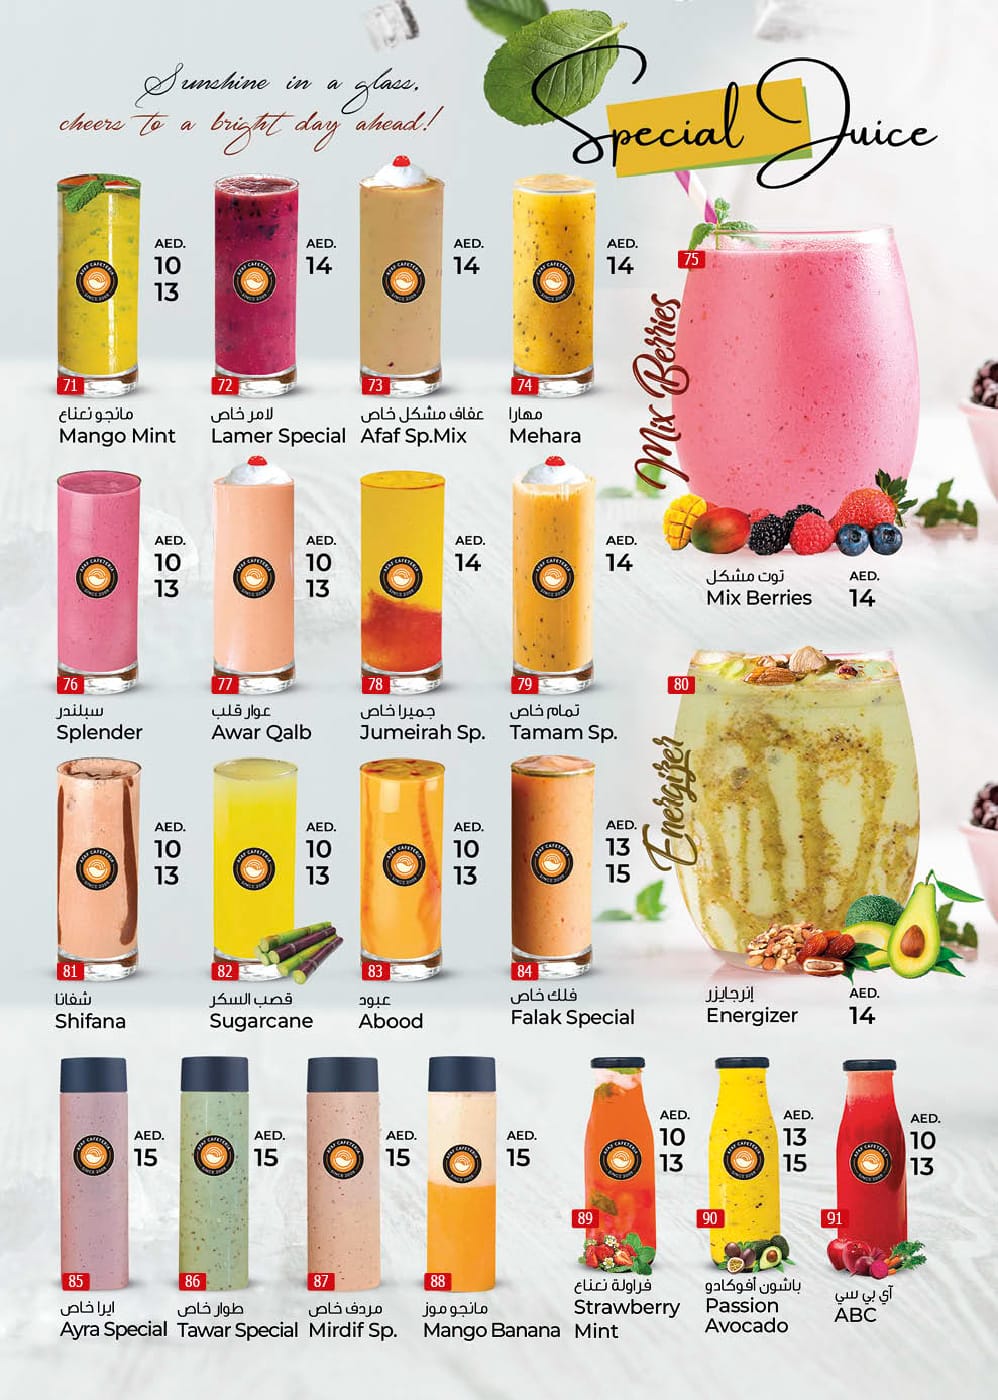 Sunshine in a glass,
cheers to a bright day ahead!
Special Juice
AED.
10
13
71
مانجو نعناع
Mango Mint
AED.
14
72
لامر خاص
Lamer Special
AED.
14
73
عفاف مشكل خاص
Afaf Sp.Mix
AED.
14
74
مهارا
Mehara
75
Mix Berries
توت مشكل
Mix Berries
AED.
14
AED.
10
13
76
سبلندر
Splender
AED.
10
13
77
عوار قلب
Awar Qalb
AED.
14
78
جميرا خاص
Jumeirah Sp.
AED.
14
79
تمام خاص
Tamam Sp.
80
Energizer
إنرجايزر
Energizer
AED.
14
AED.
10
13
81
شفانا
Shifana
AED.
10
13
82
قصب السكر
Sugarcane
AED.
10
13
83
عبود
Abood
AED.
13
15
84
فلك خاص
Falak Special
AED.
15
85
ايرا خاص
Ayra Special
AED.
15
86
طوار خاص
Tawar Special
AED.
15
87
مردف خاص
Mirdif Sp.
AED.
15
88
مانجو موز
Mango Banana
AED.
10
13
89
فراولة نعناع
Strawberry
Mint
AED.
13
15
90
باشون أفوكادو
Passion
Avocado
AED.
10
13
91
آي بي سي
ABC
AFAF CAFETERIA
SINCE 2005